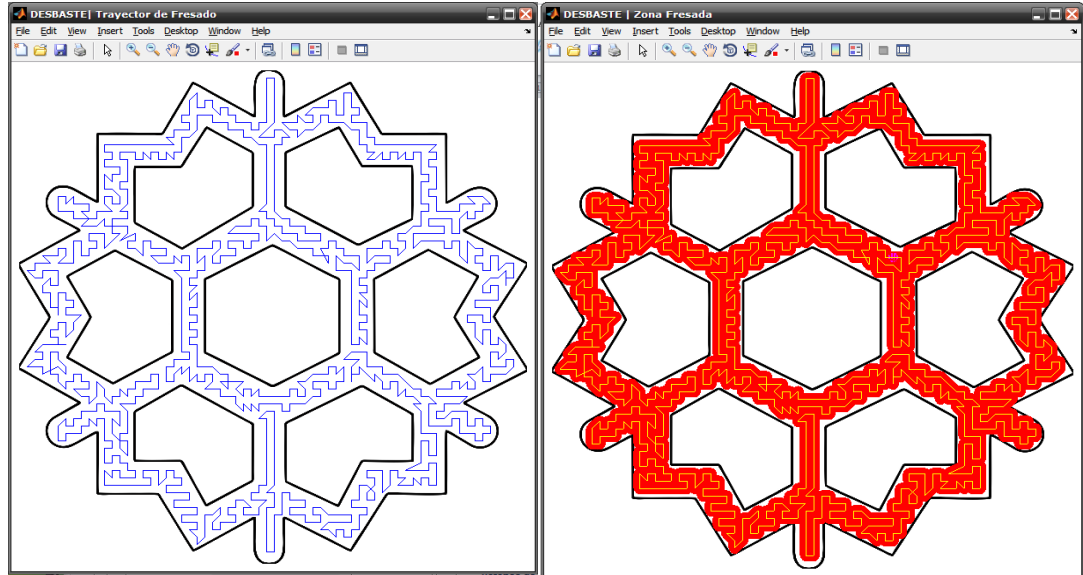 DESBASTE| Trayector de Fresado
File Edit View Insert Tools Desktop Window Help
DESBASTE | Zona Fresada
File Edit View Insert Tools Desktop Window Help